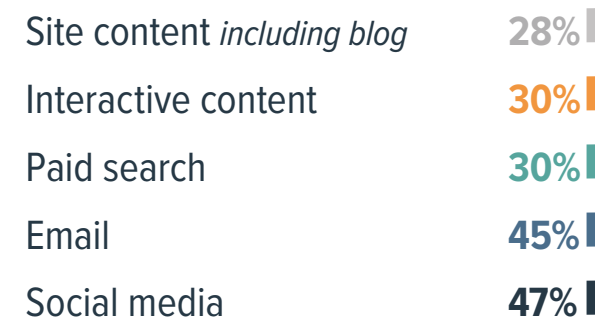 Site content including blog 28%
Interactive content 30%
Paid search 30%
Email 45%
Social media 47%